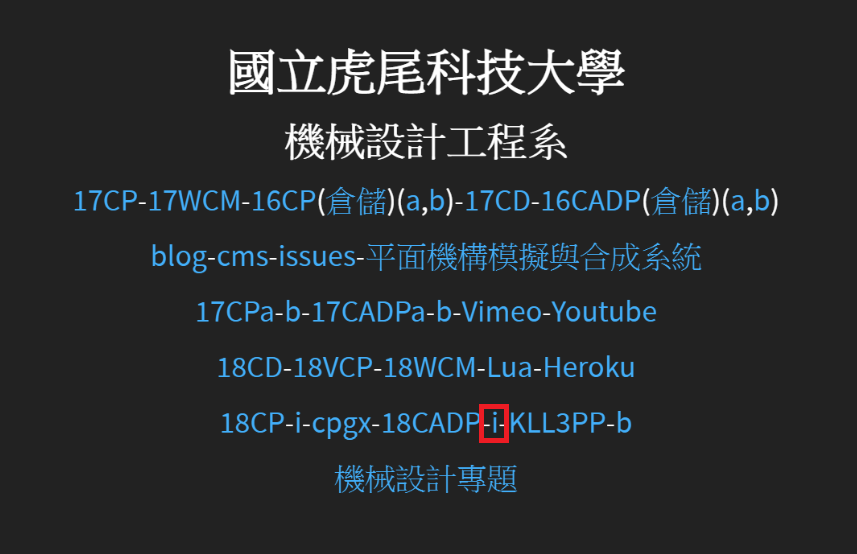 國立虎尾科技大學
機械設計工程系
17CP-17WCM-16CP(倉儲)(a,b)-17CD-16CADP(倉儲)(a,b)
blog-cms-issues-平面機構模擬與合成系統
17CPa-b-17CADPa-b-Vimeo-Youtube
18CD-18VCP-18WCM-Lua-Heroku
18CP-i-cpgx-18CADP-i-KLL3PP-b
機械設計專題